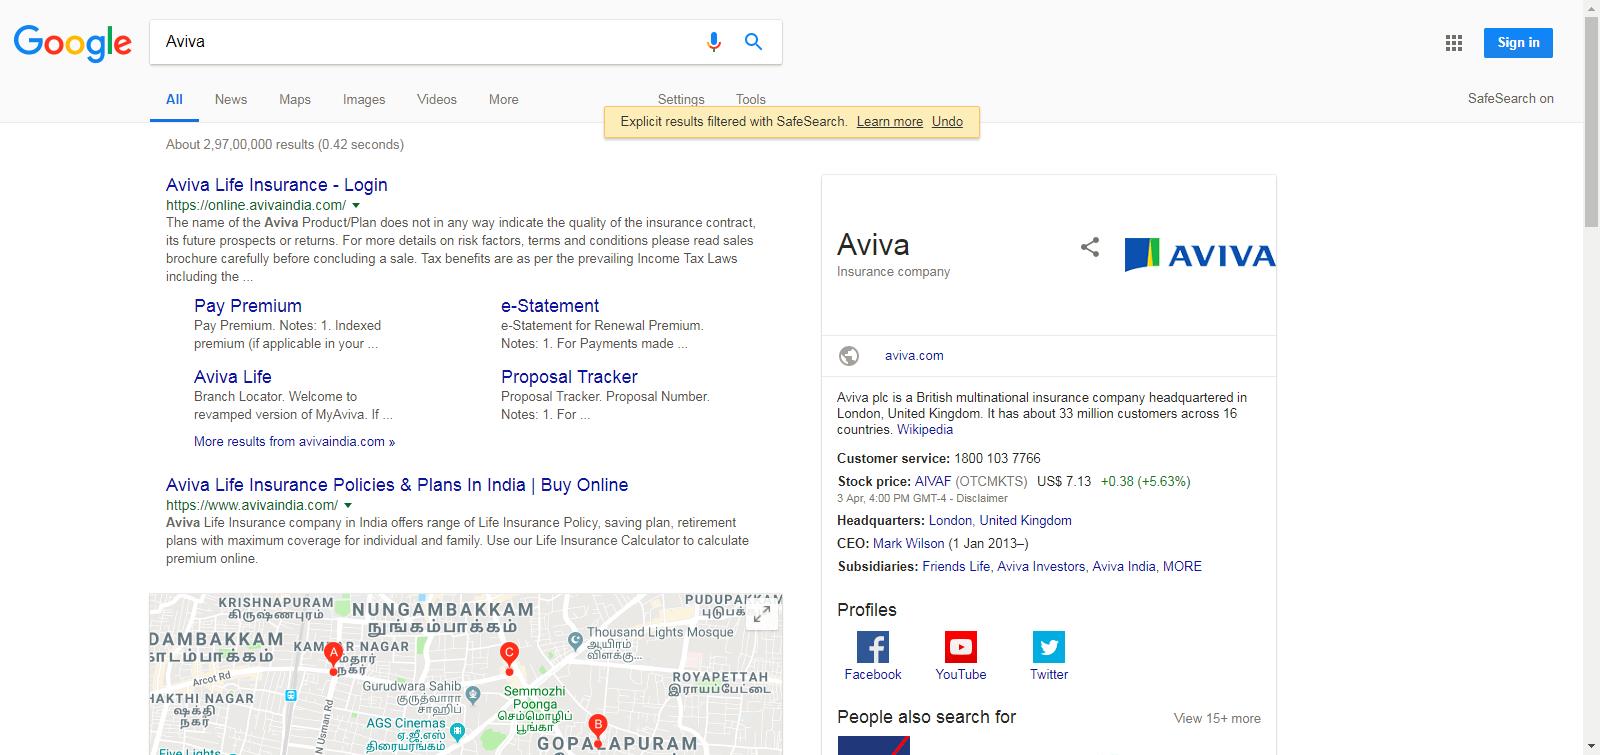 Google
Aviva
Sign in
All
News
Maps
Images
Videos
More
Settings
Tools
SafeSearch on
Explicit results filtered with SafeSearch. Learn more Undo
About 2,97,00,000 results (0.42 seconds)
Aviva Life Insurance - Login
https://online.avivaindia.com/
The name of the Aviva Product/Plan does not in any way indicate the quality of the insurance contract,
its future prospects or returns. For more details on risk factors, terms and conditions please read sales
brochure carefully before concluding a sale. Tax benefits are as per the prevailing Income Tax Laws
including the ...
Pay Premium
Pay Premium. Notes: 1. Indexed
premium (if applicable in your ...
e-Statement
e-Statement for Renewal Premium.
Notes: 1. For Payments made ...
Aviva Life
Branch Locator. Welcome to
revamped version of MyAviva. If ...
Proposal Tracker
Proposal Tracker. Proposal Number.
Notes: 1. For ...
More results from avivaindia.com »
Aviva Life Insurance Policies & Plans In India | Buy Online
https://www.avivaindia.com/
Aviva Life Insurance company in India offers range of Life Insurance Policy, saving plan, retirement
plans with maximum coverage for individual and family. Use our Life Insurance Calculator to calculate
premium online.
KRISHNAPURAM
கிருஷ்ணபுரம்
NUNGAMBAKKAM
நுங்கம்பாக்கம்
PUDUPAKKAM
DAMBAKKAM
A
C
Thousand Lights Mosque
ஆயிரம்
விளக்கு...
நகர்
Arcot Rd
HAKTHI NAGAR
ஷக்தி
நகர்
Gurudwara Sahib
குருத்வாரா
சாஹிப்
ROYAPETTAH
இராயப்பேட்டை
Semmozhi
Poonga
செம்மொழிப்
பூங்கா
N Usman Rd
AGS Cinemas
ஏ.ஜீ.எஸ்
திரையரங்கம்
B
GOPALAPURAM
Five Lights
Aviva
Insurance company
AVIVA
aviva.com
Aviva plc is a British multinational insurance company headquartered in
London, United Kingdom. It has about 33 million customers across 16
countries. Wikipedia
Customer service: 1800 103 7766
Stock price: AIVAF (OTCMKTS) US$ 7.13 +0.38 (+5.63%)
3 Apr, 4:00 PM GMT-4 - Disclaimer
Headquarters: London, United Kingdom
CEO: Mark Wilson (1 Jan 2013–)
Subsidiaries: Friends Life, Aviva Investors, Aviva India, MORE
Profiles
Facebook
YouTube
Twitter
People also search for
View 15+ more